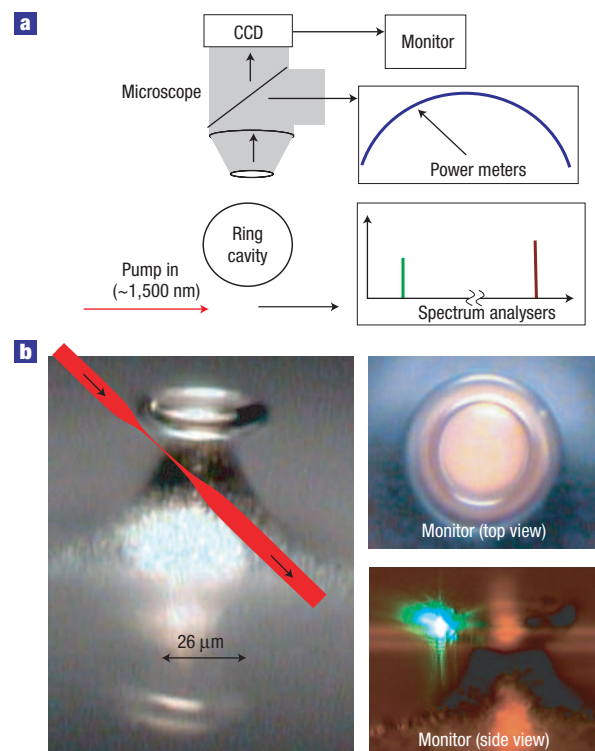 a
CCD
Monitor
Microscope
Power meters
Ring
cavity
Pump in
(~1,500 nm)
Spectrum analysers
b
Monitor (top view)
26 μm
Monitor (side view)